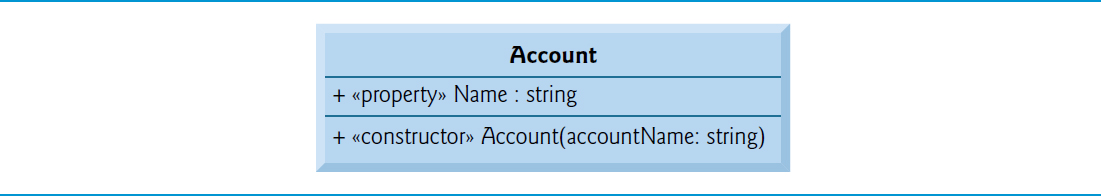 Account
+ «property» Name : string
+ «constructor» Account(accountName: string)